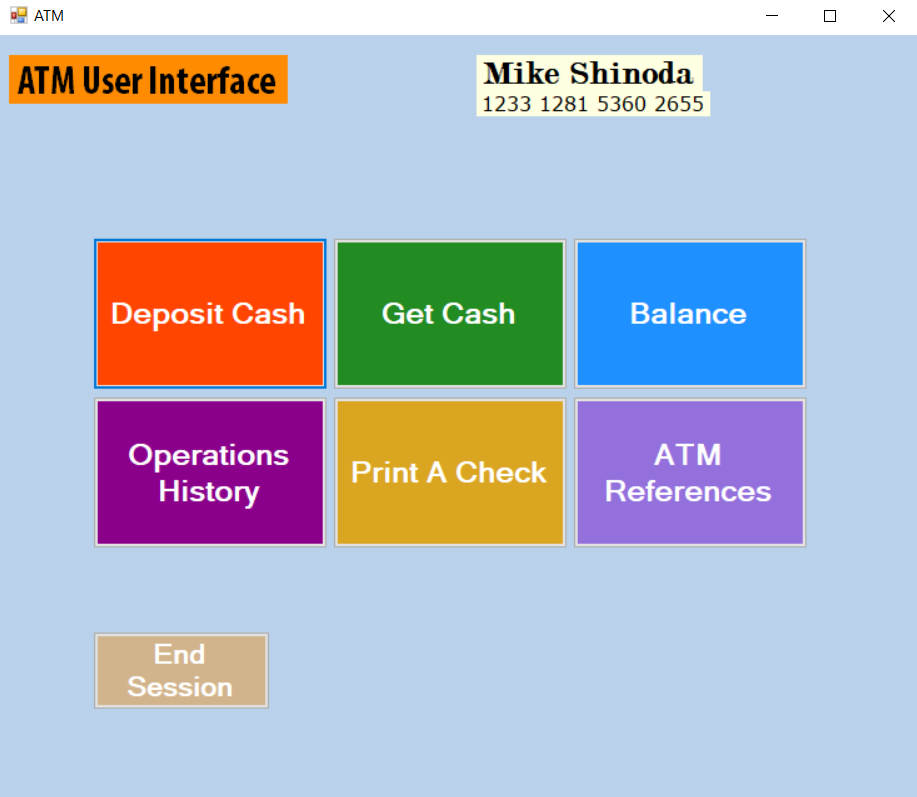 ATM
ATM User Interface
Mike Shinoda
1233 1281 5360 2655
Deposit Cash
Get Cash
Balance
Operations
History
Print A Check
ATM
References
End
Session